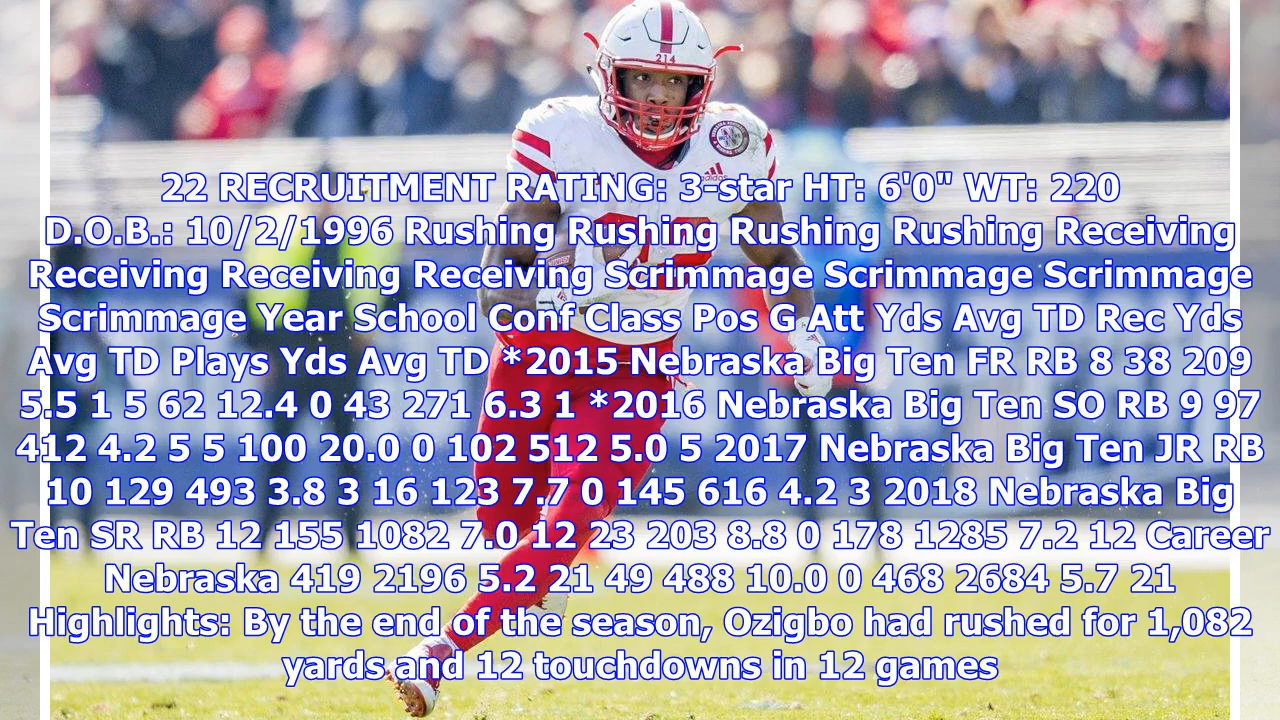 214
adidas
22 RECRUITMENT RATING: 3-star HT: 6'0" WT: 220
D.O.B.: 10/2/1996 Rushing Rushing Rushing Rushing Receiving
Receiving Receiving Receiving Scrimmage Scrimmage Scrimmage
Scrimmage Year School Conf Class Pos G Att Yds Avg TD Rec Yds
Avg TD Plays Yds Avg TD *2015 Nebraska Big Ten FR RB 8 38 209
5.5 1 5 62 12.4 0 43 271 6.3 1 *2016 Nebraska Big Ten SO RB 9 97
412 4.2 5 5 100 20.0 0 102 512 5.0 5 2017 Nebraska Big Ten JR RB
10 129 493 3.8 3 16 123 7.7 0 145 616 4.2 3 2018 Nebraska Big
Ten SR RB 12 155 1082 7.0 12 23 203 8.8 0 178 1285 7.2 12 Career
Nebraska 419 2196 5.2 21 49 488 10.0 0 468 2684 5.7 21
Highlights: By the end of the season, Ozigbo had rushed for 1,082
yards and 12 touchdowns in 12 games